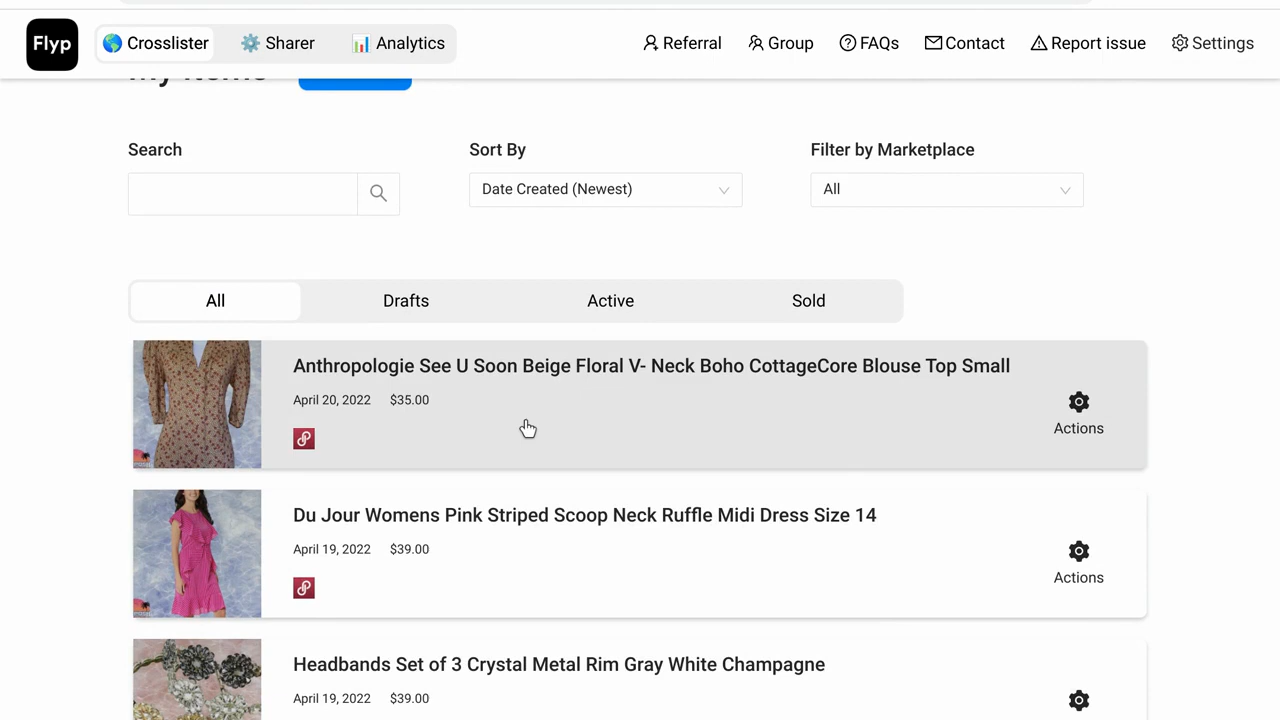 Flyp
Crosslister
Sharer
Analytics
Referral
Group
FAQs
Contact
Report issue
Settings
My Items
Search
Sort By
Filter by Marketplace
Date Created (Newest)
All
All
Drafts
Active
Sold
Anthropologie See U Soon Beige Floral V- Neck Boho CottageCore Blouse Top Small
April 20, 2022 $35.00
Actions
Du Jour Womens Pink Striped Scoop Neck Ruffle Midi Dress Size 14
April 19, 2022 $39.00
Actions
Headbands Set of 3 Crystal Metal Rim Gray White Champagne
April 19, 2022 $39.00